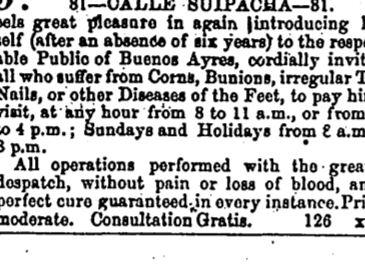 81—CALLE SUIPACHA—81.
eels great pleasure in again introducing
self (after an absence of six years) to the resp
able Public of Buenos Ayres, cordially invit
all who suffer from Corns, Bunions, irregular T
Nails, or other Diseases of the Feet, to pay hi
visit, at any hour from 8 to 11 a.m., or from
to 4 p.m.; Sundays and Holidays from 8 a.m
3 p.m.
All operations performed with the grea
despatch, without pain or loss of blood, an
perfect cure guaranteed in every instance. Pri
moderate. Consultation Gratis. 126 x